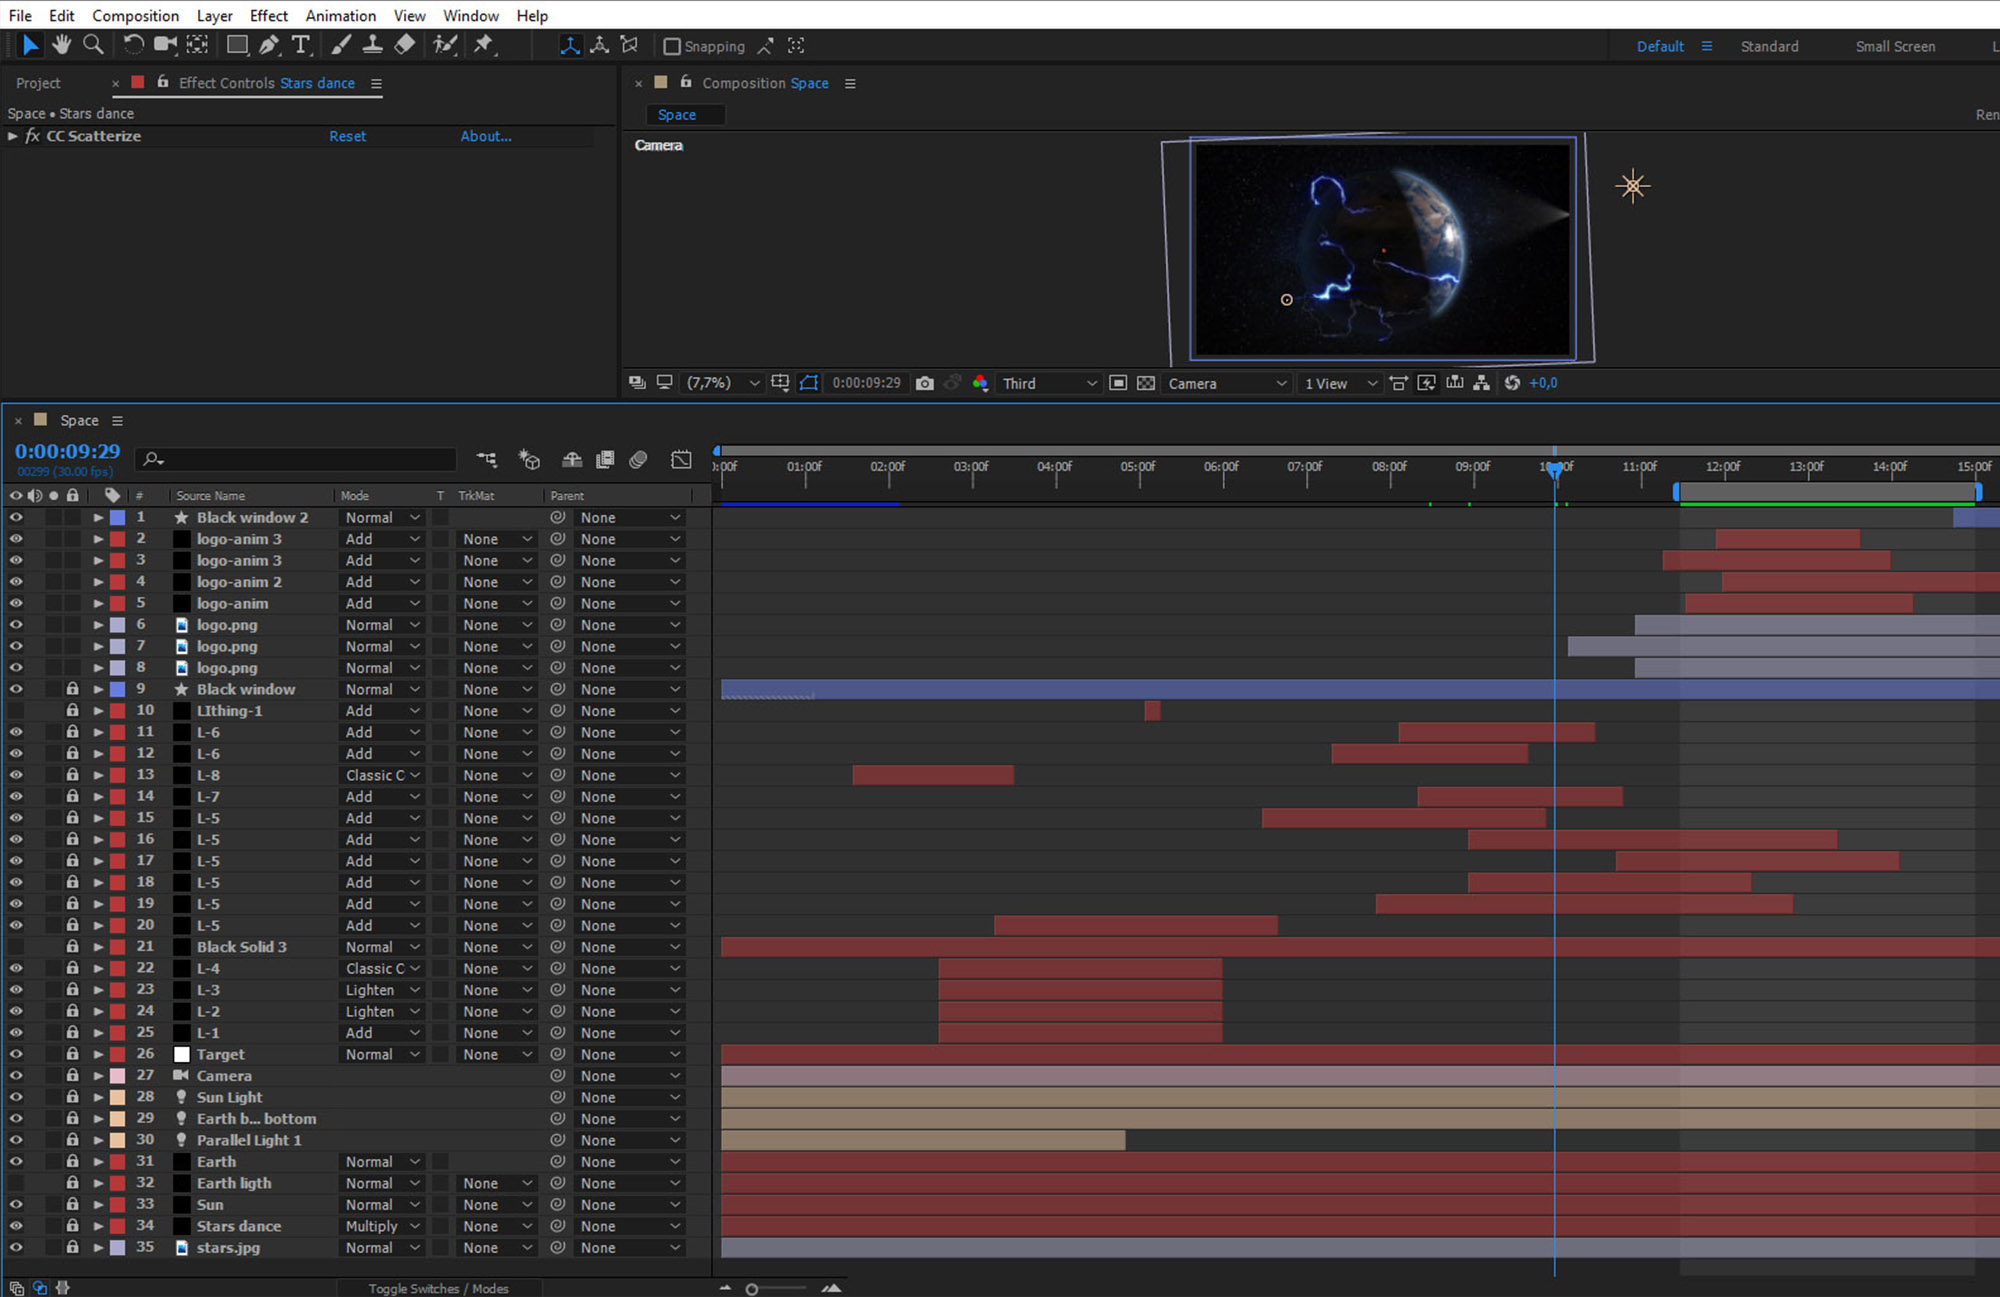 File Edit Composition Layer Effect Animation View Window Help
Snapping Default Standard Small Screen L
Project × Effect Controls Stars dance
Space • Stars dance
fx CC Scatterize Reset About...
× Composition Space
Space
Ren
Camera
(7,7%) 0:00:09:29 Third Camera 1 View +0,0
× Space
0:00:09:29
00299 (30.00 fps)
:00f 01:00f 02:00f 03:00f 04:00f 05:00f 06:00f 07:00f 08:00f 09:00f 10:00f 11:00f 12:00f 13:00f 14:00f 15:00f
# Source Name Mode T TrkMat Parent
1 Black window 2 Normal None
2 logo-anim 3 Add None None
3 logo-anim 3 Add None None
4 logo-anim 2 Add None None
5 logo-anim Add None None
6 logo.png Normal None None
7 logo.png Normal None None
8 logo.png Normal None None
9 Black window Normal None None
10 LIthing-1 Add None None
11 L-6 Add None None
12 L-6 Add None None
13 L-8 Classic C None None
14 L-7 Add None None
15 L-5 Add None None
16 L-5 Add None None
17 L-5 Add None None
18 L-5 Add None None
19 L-5 Add None None
20 L-5 Add None None
21 Black Solid 3 Normal None None
22 L-4 Classic C None None
23 L-3 Lighten None None
24 L-2 Lighten None None
25 L-1 Add None None
26 Target Normal None None
27 Camera None
28 Sun Light None
29 Earth b... bottom None
30 Parallel Light 1 None
31 Earth Normal None
32 Earth ligth Normal None None
33 Sun Normal None None
34 Stars dance Multiply None None
35 stars.jpg Normal None None
Toggle Switches / Modes